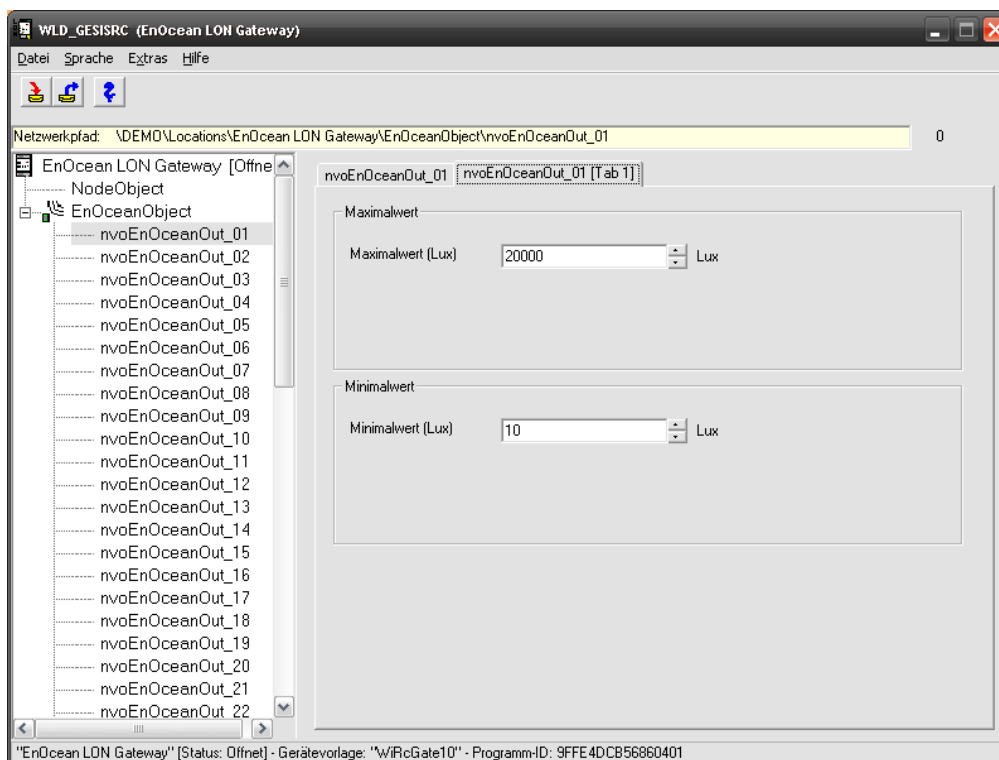 WLD_GESISRC (EnOcean LON Gateway)
Datei Sprache Extras Hilfe
Netzwerkpfad: \DEMO\Locations\EnOcean LON Gateway\EnOceanObject\nvoEnOceanOut_01 0
EnOcean LON Gateway [Offne
NodeObject
EnOceanObject
nvoEnOceanOut_01
nvoEnOceanOut_02
nvoEnOceanOut_03
nvoEnOceanOut_04
nvoEnOceanOut_05
nvoEnOceanOut_06
nvoEnOceanOut_07
nvoEnOceanOut_08
nvoEnOceanOut_09
nvoEnOceanOut_10
nvoEnOceanOut_11
nvoEnOceanOut_12
nvoEnOceanOut_13
nvoEnOceanOut_14
nvoEnOceanOut_15
nvoEnOceanOut_16
nvoEnOceanOut_17
nvoEnOceanOut_18
nvoEnOceanOut_19
nvoEnOceanOut_20
nvoEnOceanOut_21
nvoEnOceanOut_22
nvoEnOceanOut_01 nvoEnOceanOut_01 [Tab 1]
Maximalwert
Maximalwert (Lux) 20000 Lux
Minimalwert
Minimalwert (Lux) 10 Lux
"EnOcean LON Gateway" [Status: Offnet] - Gerätevorlage: "WiRcGate10" - Programm-ID: 9FFE4DCB56860401